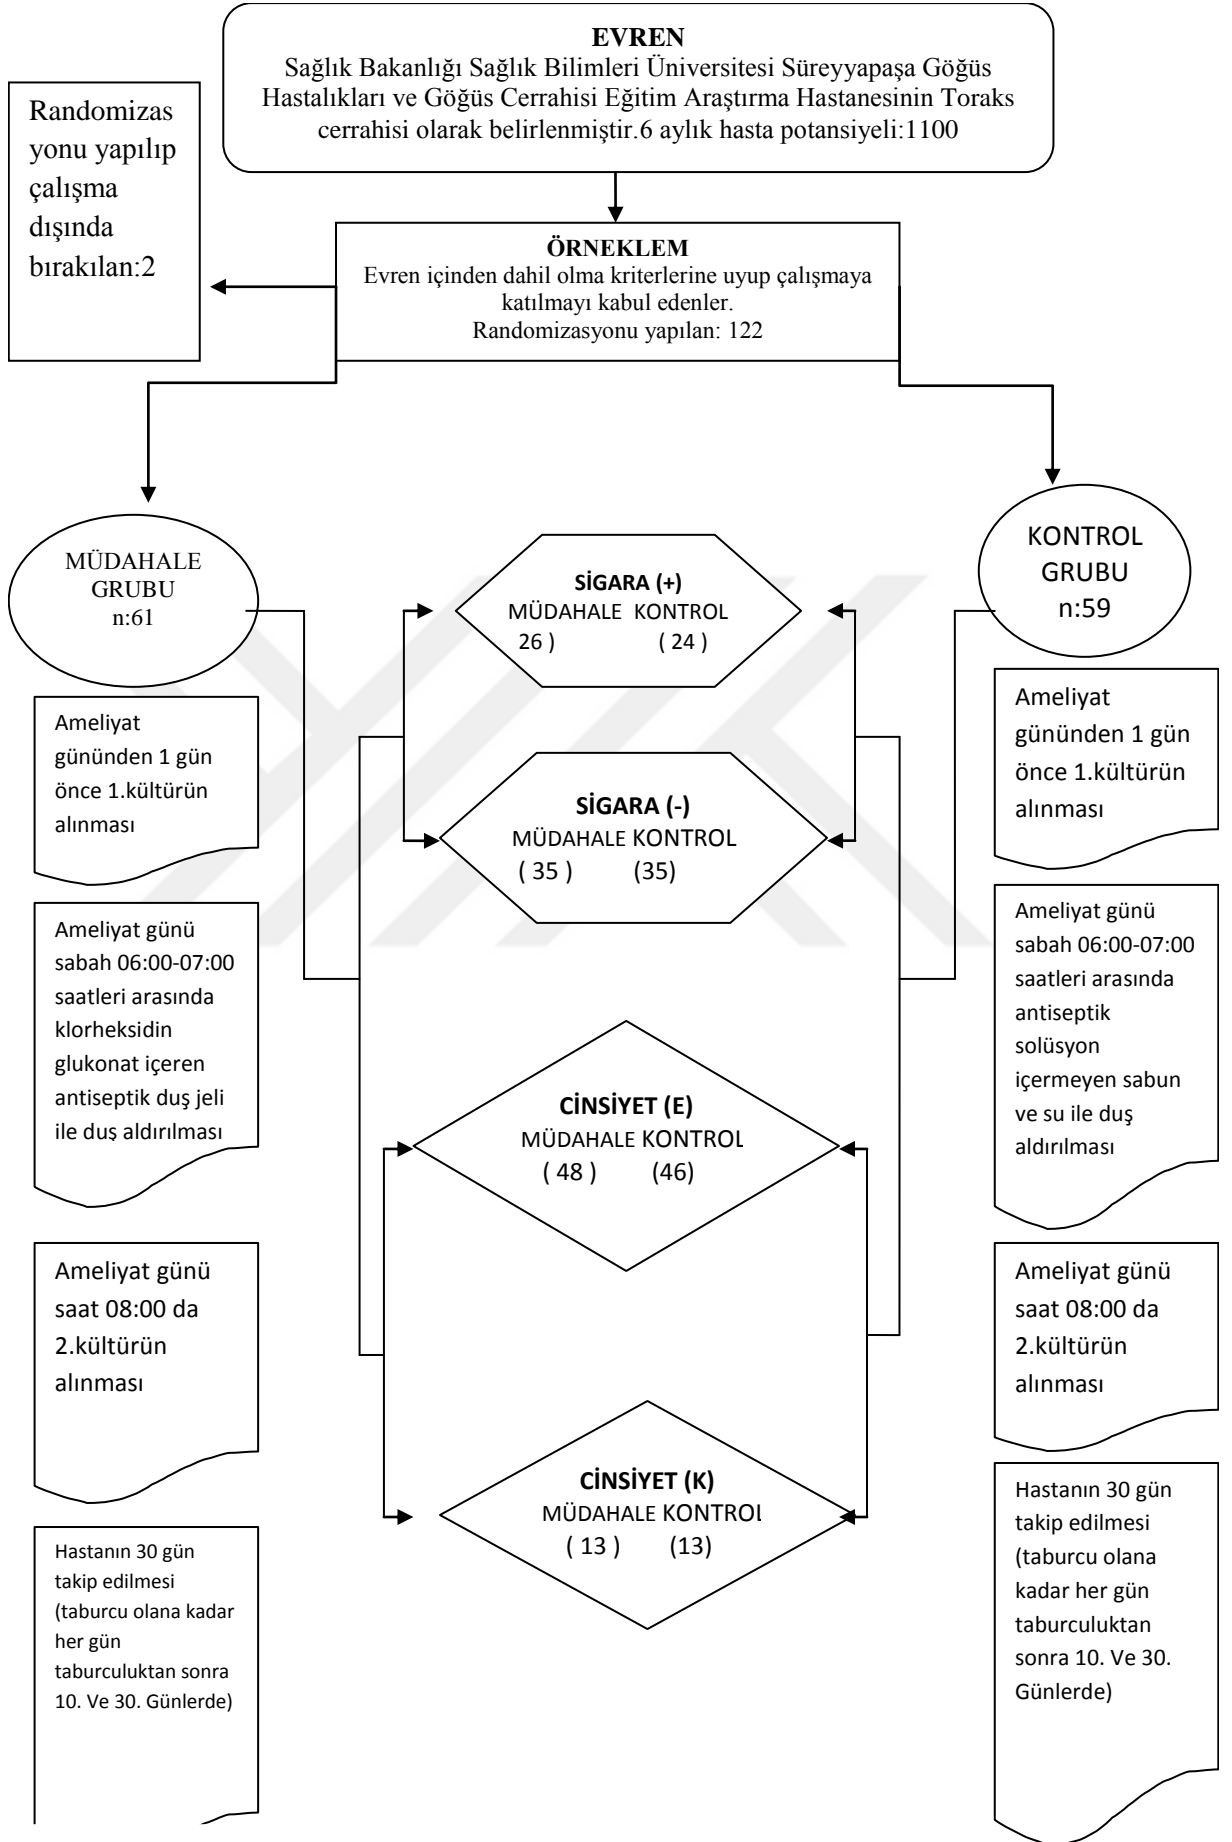 EVREN
Sağlık Bakanlığı Sağlık Bilimleri Üniversitesi Süreyyapaşa Göğüs
Hastalıkları ve Göğüs Cerrahisi Eğitim Araştırma Hastanesinin Toraks
cerrahisi olarak belirlenmiştir.6 aylık hasta potansiyeli:1100
Randomizas
yonu yapılıp
çalışma
dışında
bırakılan:2
ÖRNEKLEM
Evren içinden dahil olma kriterlerine uyup çalışmaya
katılmayı kabul edenler.
Randomizasyonu yapılan: 122
MÜDAHALE
GRUBU
n:61
KONTROL
GRUBU
n:59
SİGARA (+)
MÜDAHALE KONTROL
26 ) ( 24 )
SİGARA (-)
MÜDAHALE KONTROL
( 35 ) (35)
CİNSİYET (E)
MÜDAHALE KONTROL
( 48 ) (46)
CİNSİYET (K)
MÜDAHALE KONTROL
( 13 ) (13)
Ameliyat
gününden 1 gün
önce 1.kültürün
alınması
Ameliyat günü
sabah 06:00-07:00
saatleri arasında
klorheksidin
glukonat içeren
antiseptik duş jeli
ile duş aldırılması
Ameliyat günü
saat 08:00 da
2.kültürün
alınması
Hastanın 30 gün
takip edilmesi
(taburcu olana kadar
her gün
taburculuktan sonra
10. Ve 30. Günlerde)
Ameliyat
gününden 1 gün
önce 1.kültürün
alınması
Ameliyat günü
sabah 06:00-07:00
saatleri arasında
antiseptik
solüsyon
içermeyen sabun
ve su ile duş
aldırılması
Ameliyat günü
saat 08:00 da
2.kültürün
alınması
Hastanın 30 gün
takip edilmesi
(taburcu olana
kadar her gün
taburculuktan
sonra 10. Ve 30.
Günlerde)